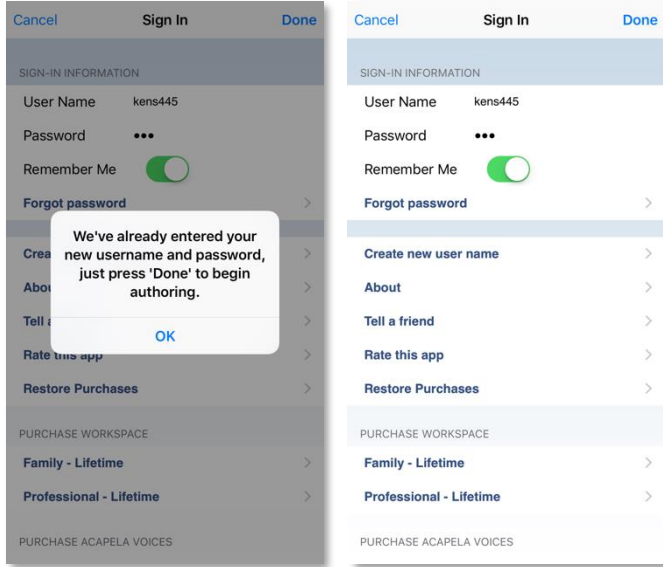 Cancel Sign In Done
SIGN-IN INFORMATION
User Name kens445
Password •••
Remember Me
Forgot password
We've already entered your
new username and password,
just press 'Done' to begin
authoring.
OK
Crea
Abou
Tell a
Rate this app
Restore Purchases
PURCHASE WORKSPACE
Family - Lifetime
Professional - Lifetime
PURCHASE ACAPELA VOICES
Cancel Sign In Done
SIGN-IN INFORMATION
User Name kens445
Password •••
Remember Me
Forgot password
Create new user name
About
Tell a friend
Rate this app
Restore Purchases
PURCHASE WORKSPACE
Family - Lifetime
Professional - Lifetime
PURCHASE ACAPELA VOICES